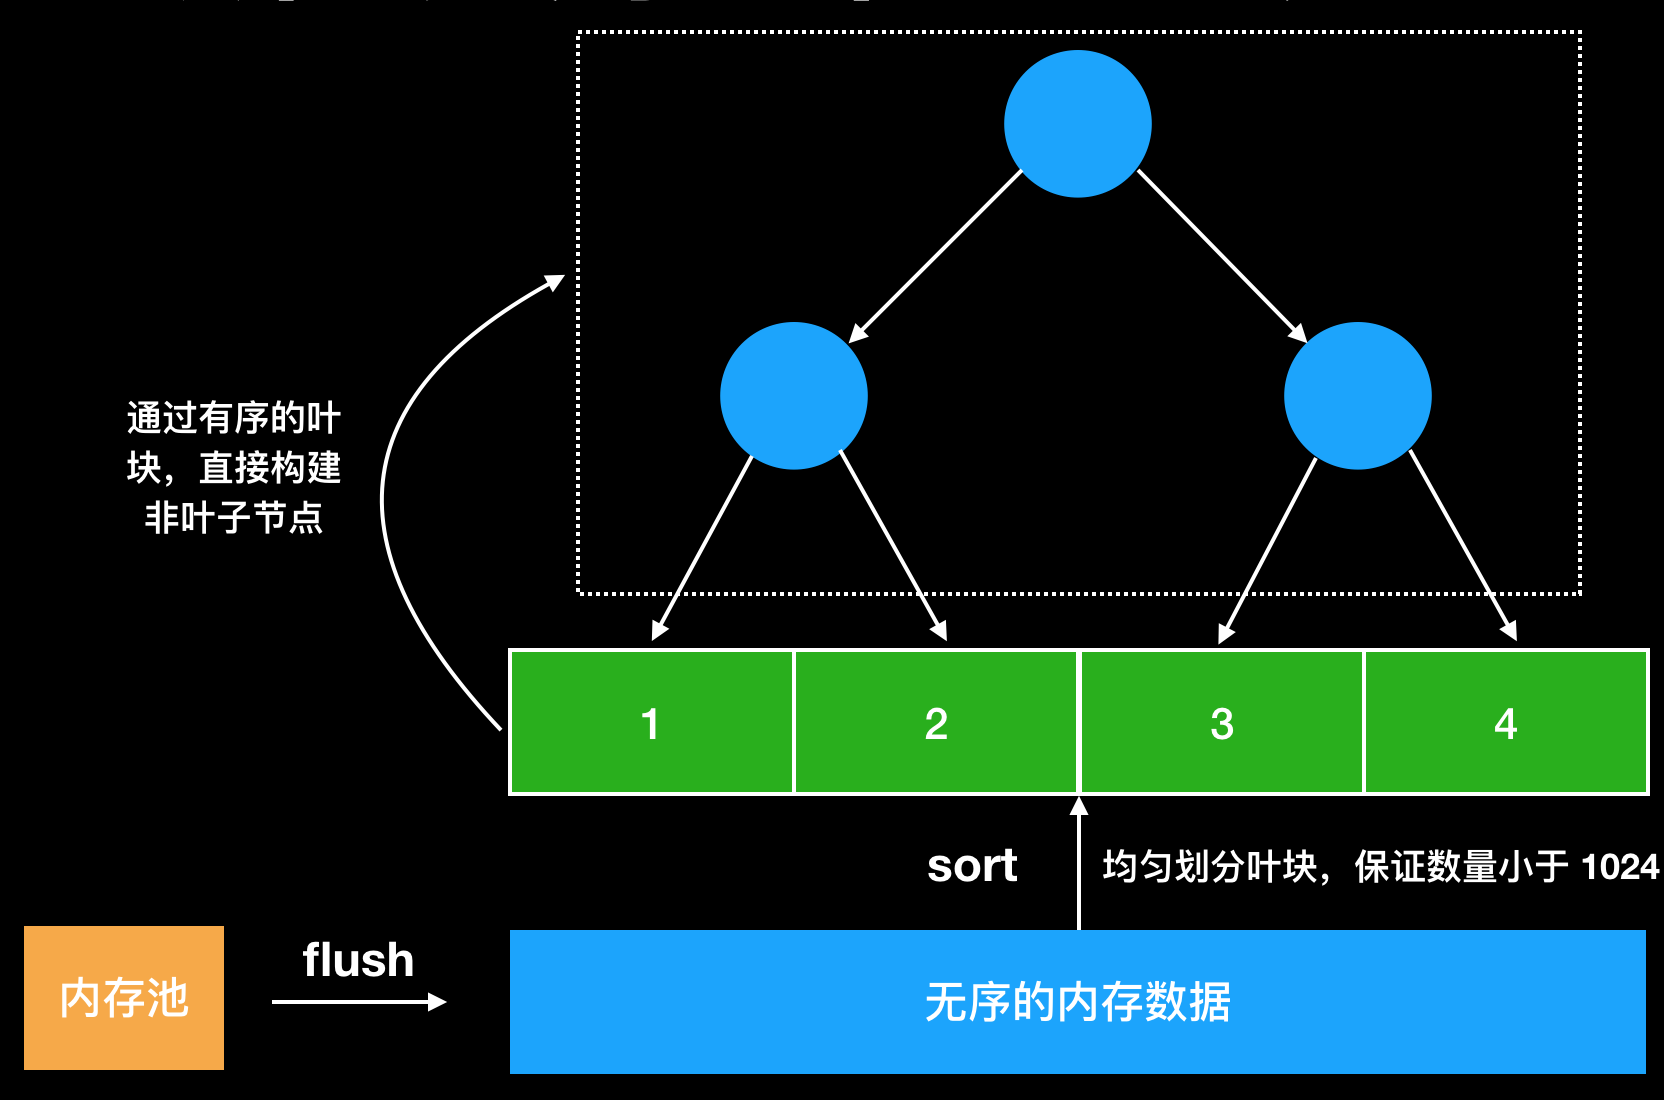 通过有序的叶
块，直接构建
非叶子节点
1
2
3
4
sort
均匀划分叶块，保证数量小于 1024
内存池
flush
无序的内存数据